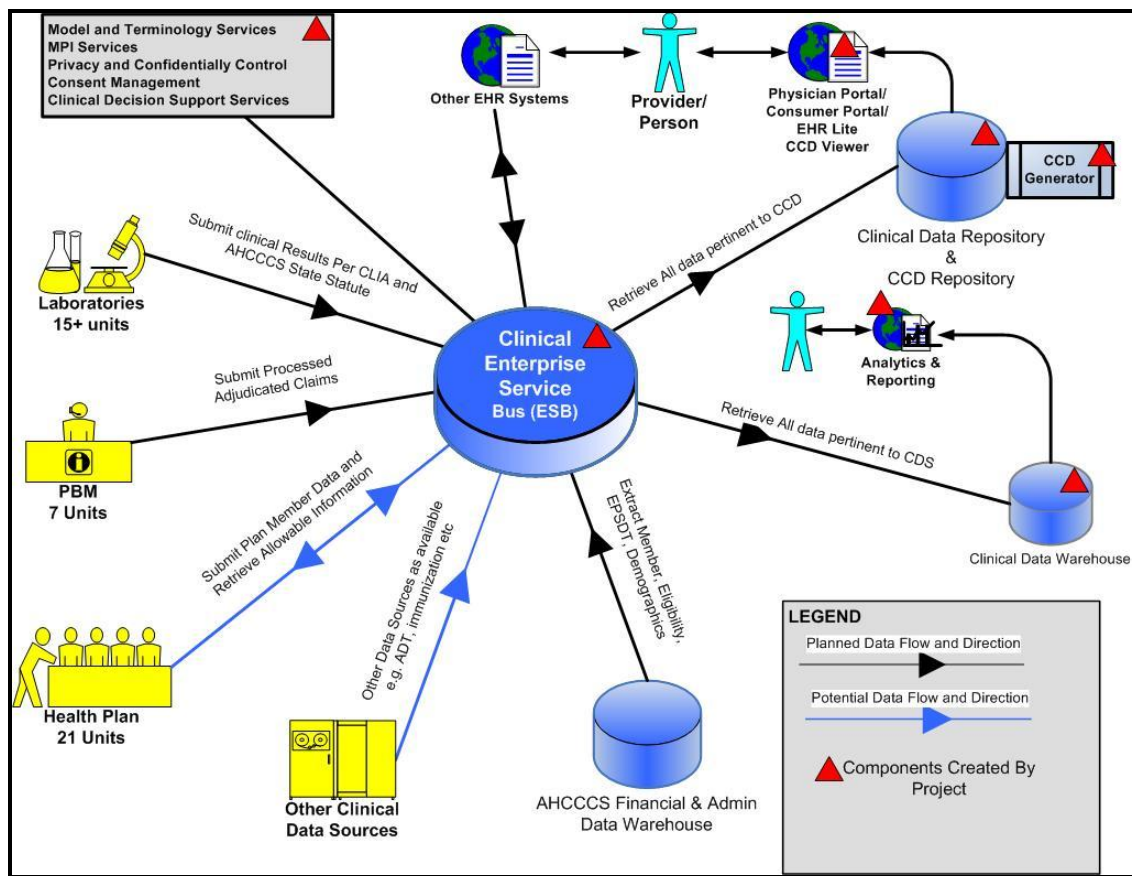 Model and Terminology Services
MPI Services
Privacy and Confidentially Control
Consent Management
Clinical Decision Support Services
Other EHR Systems
Provider/
Person
Physician Portal/
Consumer Portal/
EHR Lite
CCD Viewer
CCD
Generator
Clinical Data Repository
&
CCD Repository
Submit clinical Results Per CLIA and
AHCCCS State Statute
Retrieve All data pertinent to CCD
Laboratories
15+ units
Clinical
Enterprise
Service
Bus (ESB)
Analytics &
Reporting
Submit Processed
Adjudicated Claims
Retrieve All data pertinent to CDS
PBM
7 Units
Submit Plan Member Data and
Retrieve Allowable Information
Other Data Sources as available
e.g. ADT, immunization etc
Extract Member, Eligibility,
EPSDT, Demographics
Clinical Data Warehouse
Health Plan
21 Units
Other Clinical
Data Sources
AHCCCS Financial & Admin
Data Warehouse
LEGEND
Planned Data Flow and Direction
Potential Data Flow and Direction
Components Created By
Project